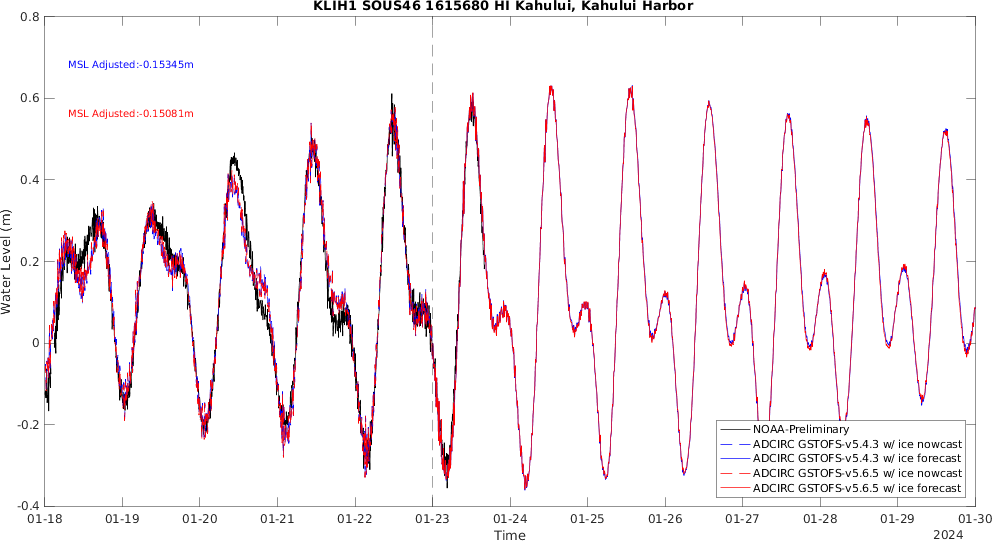 KLIH1 SOUS46 1615680 HI Kahului, Kahului Harbor
0.8
MSL Adjusted:-0.15345m
0.6
MSL Adjusted:-0.15081m
0.4
0.2
0
-0.2
-0.4
Water Level (m)
NOAA-Preliminary
ADCIRC GSTOFS-v5.4.3 w/ ice nowcast
ADCIRC GSTOFS-v5.4.3 w/ ice forecast
ADCIRC GSTOFS-v5.6.5 w/ ice nowcast
ADCIRC GSTOFS-v5.6.5 w/ ice forecast
01-18 01-19 01-20 01-21 01-22 01-23 01-24 01-25 01-26 01-27 01-28 01-29 01-30
Time
2024